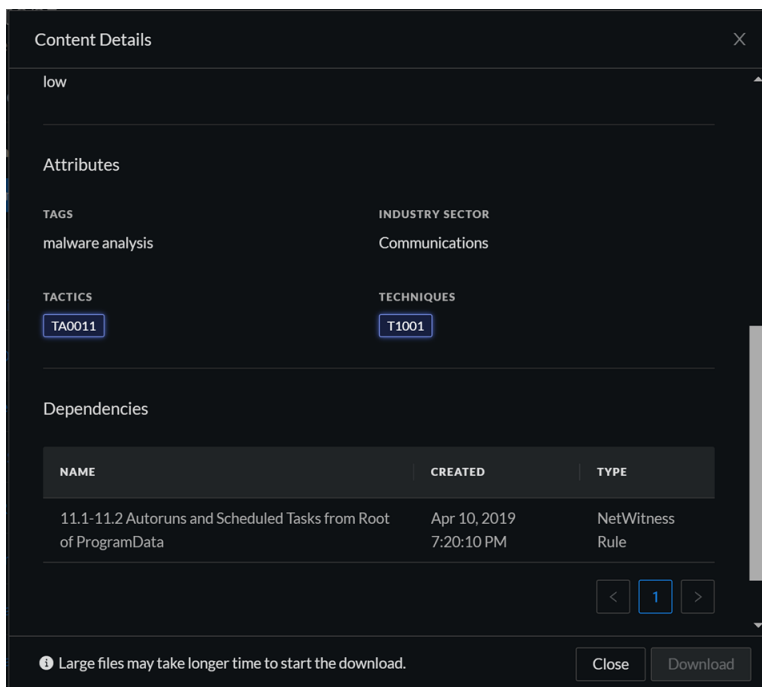 Content Details
low
Attributes
TAGS
INDUSTRY SECTOR
malware analysis
Communications
TACTICS
TECHNIQUES
TA0011
T1001
Dependencies
NAME
CREATED
TYPE
11.1-11.2 Autoruns and Scheduled Tasks from Root
of ProgramData
Apr 10, 2019
7:20:10 PM
NetWitness
Rule
< 1 >
Large files may take longer time to start the download.
Close
Download